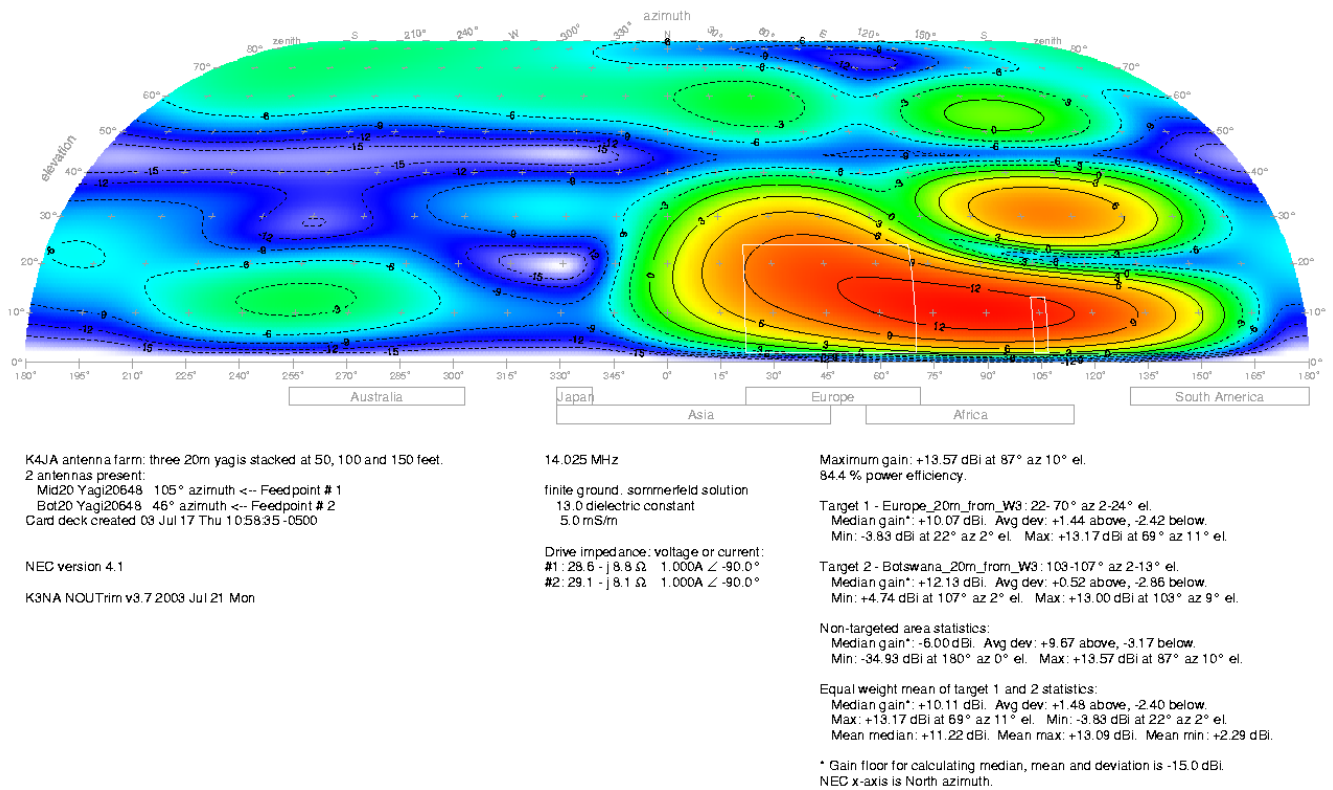 azimuth
zenith S 210° 240° W 300° 330° N 30° 60° 120° 150° S zenith
80° 80°
70° 70°
60° 60°
50° 50°
elevation
40° 40°
30° 30°
20° 20°
10° 10°
0° 0°
180° 195° 210° 225° 240° 255° 270° 285° 300° 315° 330° 345° 0° 15° 30° 45° 60° 75° 90° 105° 120° 135° 150° 165° 180°
Australia Japan Europe South America
Asia Africa
K4JA antenna farm: three 20m yagis stacked at 50, 100 and 150 feet.
2 antennas present:
Mid20 Yagi20648 105° azimuth <-- Feedpoint # 1
Bot20 Yagi20648 46° azimuth <-- Feedpoint # 2
Card deck created 03 Jul 17 Thu 10:58:35 -0500
NEC version 4.1
K3NA NOUTrim v3.7 2003 Jul 21 Mon
14.025 MHz
finite ground. sommerfeld solution
13.0 dielectric constant
5.0 mS/m
Drive impedance: voltage or current:
#1: 28.6 - j 8.8 Ω 1.000A ∠ -90.0°
#2: 29.1 - j 8.1 Ω 1.000A ∠ -90.0°
Maximum gain: +13.57 dBi at 87° az 10° el.
84.4 % power efficiency.
Target 1 - Europe_20m_from_W3: 22- 70° az 2-24° el.
Median gain*: +10.07 dBi. Avg dev: +1.44 above, -2.42 below.
Min: -3.83 dBi at 22° az 2° el. Max: +13.17 dBi at 69° az 11° el.
Target 2 - Botswana_20m_from_W3: 103-107° az 2-13° el.
Median gain*: +12.13 dBi. Avg dev: +0.52 above, -2.86 below.
Min: +4.74 dBi at 107° az 2° el. Max: +13.00 dBi at 103° az 9° el.
Non-targeted area statistics:
Median gain*: -6.00 dBi. Avg dev: +9.67 above, -3.17 below.
Min: -34.93 dBi at 180° az 0° el. Max: +13.57 dBi at 87° az 10° el.
Equal weight mean of target 1 and 2 statistics:
Median gain*: +10.11 dBi. Avg dev: +1.48 above, -2.40 below.
Max: +13.17 dBi at 69° az 11° el. Min: -3.83 dBi at 22° az 2° el.
Mean median: +11.22 dBi. Mean max: +13.09 dBi. Mean min: +2.29 dBi.
* Gain floor for calculating median, mean and deviation is -15.0 dBi.
NEC x-axis is North azimuth.